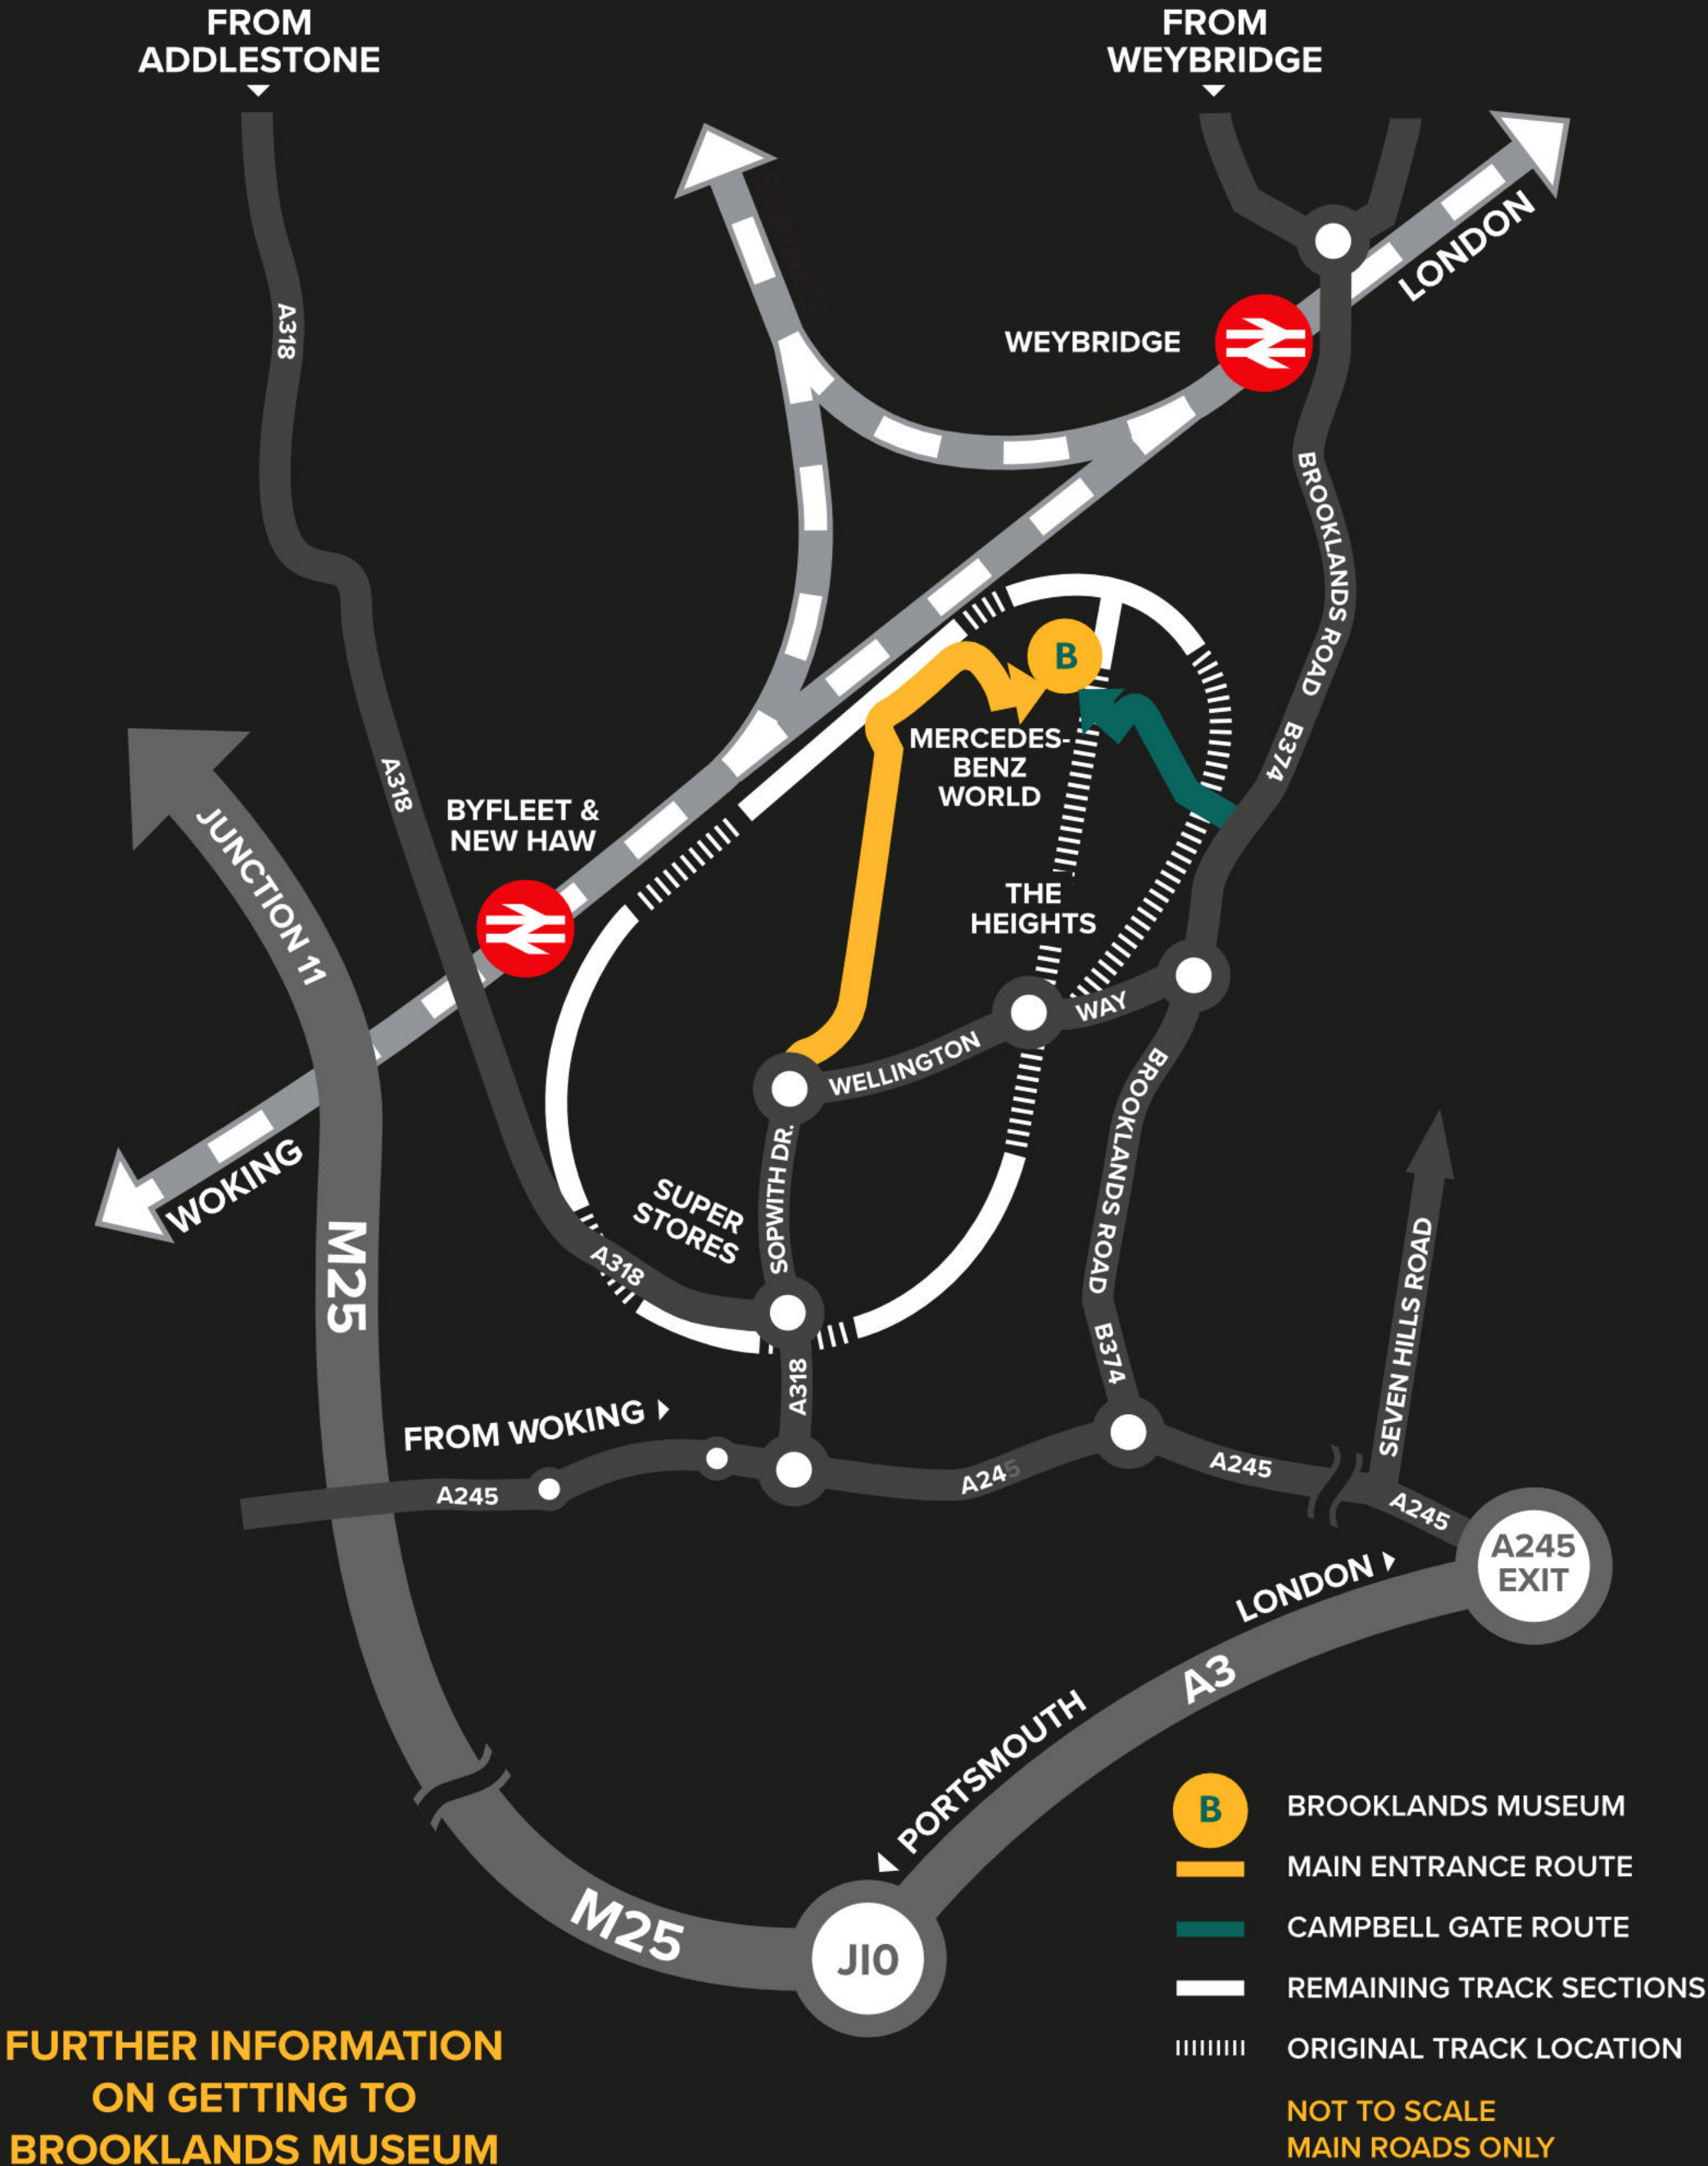 FROM
ADDLESTONE
FROM
WEYBRIDGE
STAINES
LONDON
A318
WEYBRIDGE
BROOKLANDS ROAD
B374
B
MERCEDES-
BENZ
WORLD
A318
BYFLEET &
NEW HAW
JUNCTION 11
THE
HEIGHTS
WAY
WELLINGTON
BROOKLANDS ROAD
B374
WOKING
M25
SUPER
STORES
SOPWITH DR.
A318
A318
SEVEN HILLS ROAD
FROM WOKING
A245
A245
A245
A245
A245
EXIT
LONDON
A3
PORTSMOUTH
M25
J10
B BROOKLANDS MUSEUM
MAIN ENTRANCE ROUTE
CAMPBELL GATE ROUTE
REMAINING TRACK SECTIONS
ORIGINAL TRACK LOCATION
NOT TO SCALE
MAIN ROADS ONLY
FURTHER INFORMATION
ON GETTING TO
BROOKLANDS MUSEUM